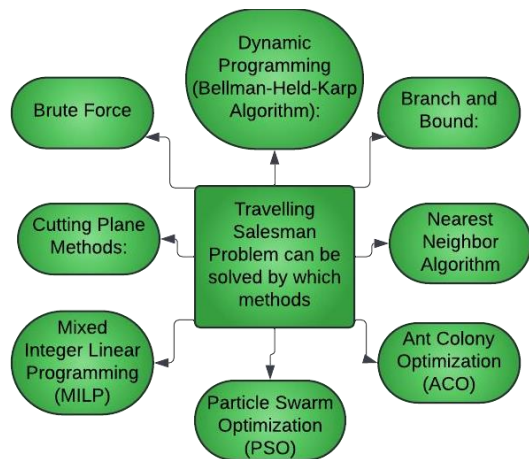 Dynamic
Programming
(Bellman-Held-Karp
Algorithm):
Brute Force
Branch and
Bound:
Cutting Plane
Methods:
Travelling
Salesman
Problem can be
solved by which
methods
Nearest
Neighbor
Algorithm
Mixed
Integer Linear
Programming
(MILP)
Particle Swarm
Optimization
(PSO)
Ant Colony
Optimization
(ACO)